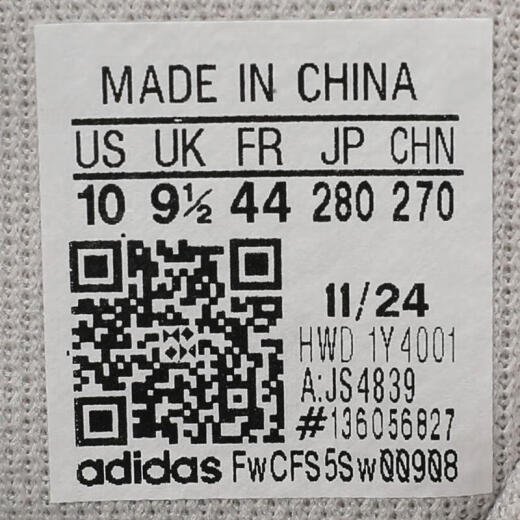 MADE IN CHINA
US UK FR JP CHN
10 9½ 44 280 270
11/24
HWD 1Y4001
A:JS4839
#136056827
adidas FwCFS5Sw00908